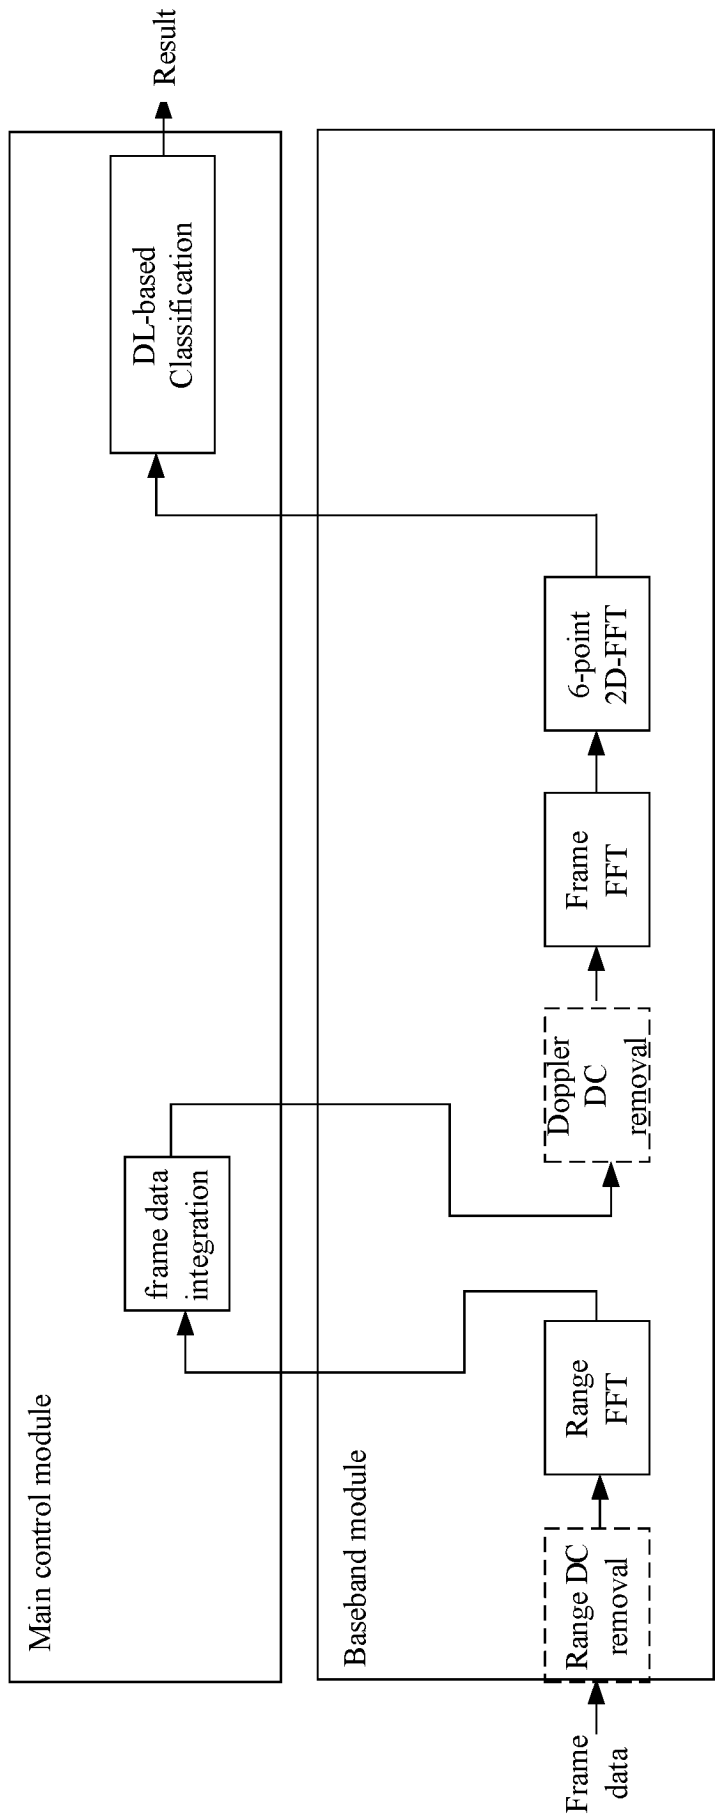 Main control module
frame data
integration
DL-based
Classification
Result
Baseband module
Frame
data
Range DC
removal
Range
FFT
Doppler
DC
removal
Frame
FFT
6-point
2D-FFT